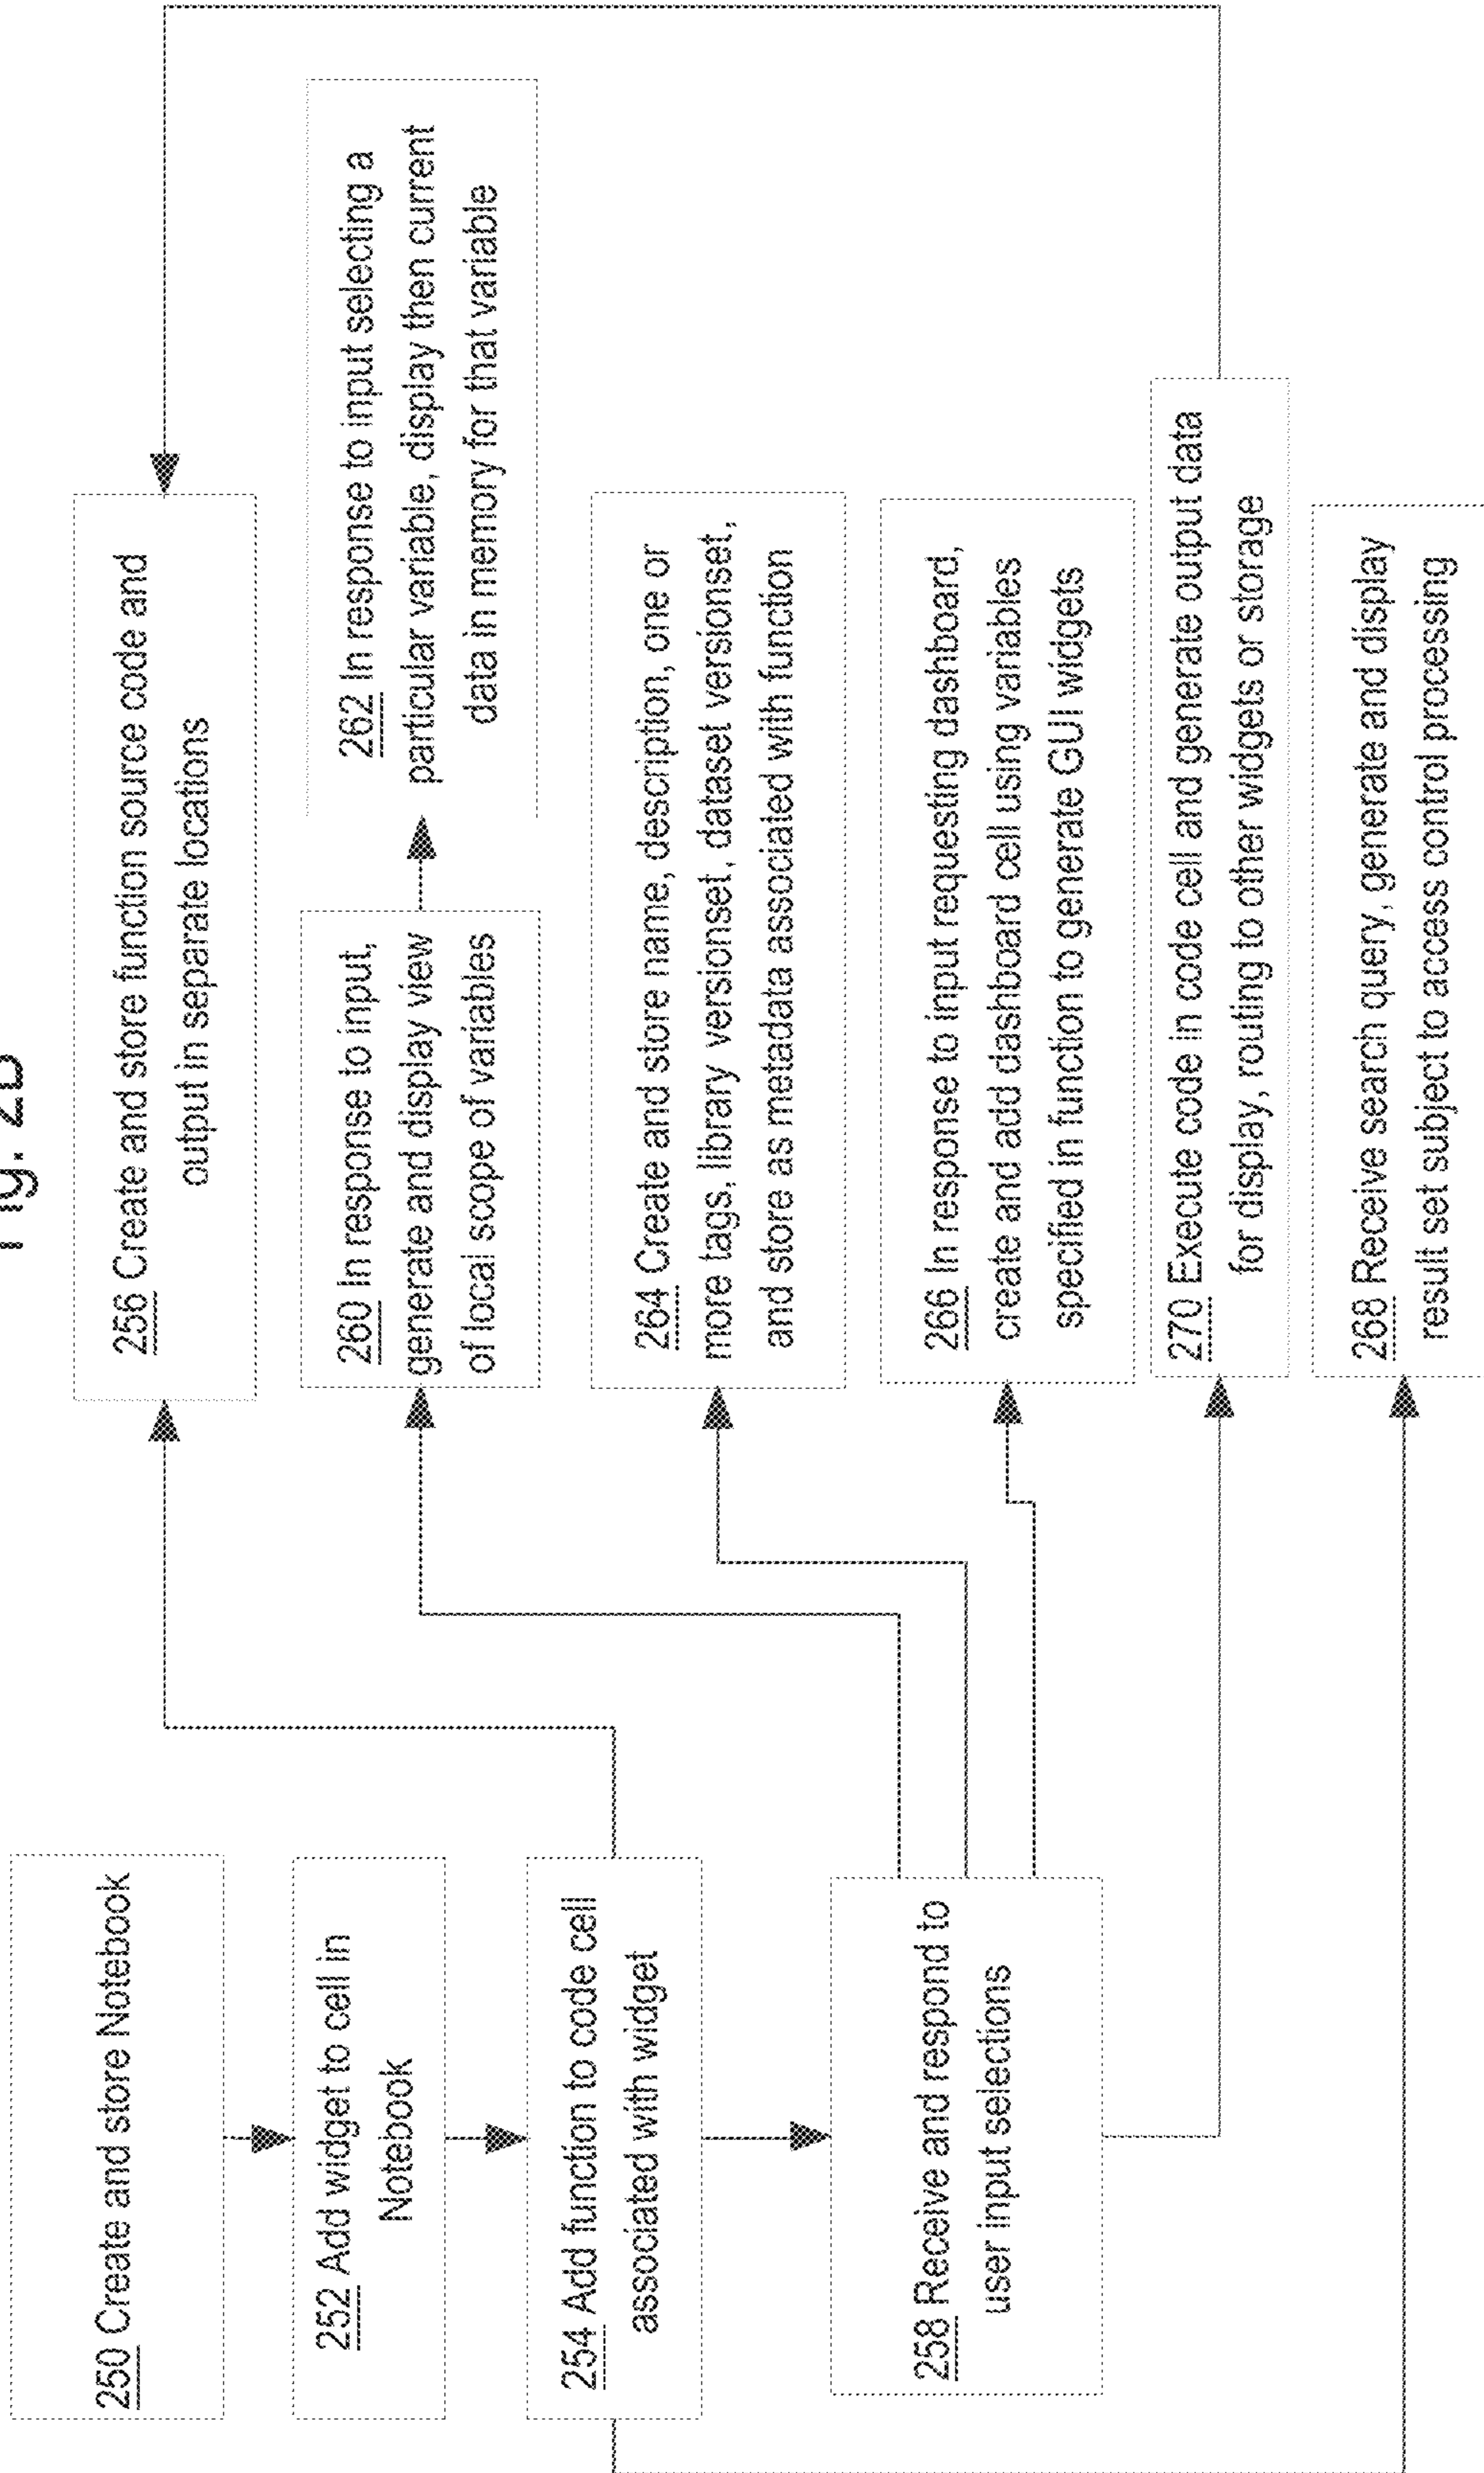 Fig. 2B
250 Create and store Notebook
252 Add widget to cell in
Notebook
254 Add function to code cell
associated with widget
258 Receive and respond to
user input selections
256 Create and store function source code and
output in separate locations
260 In response to input,
generate and display view
of local scope of variables
262 In response to input selecting a
particular variable, display then current
data in memory for that variable
264 Create and store name, description, one or
more tags, library versionset, dataset versionset,
and store as metadata associated with function
266 In response to input requesting dashboard,
create and add dashboard cell using variables
specified in function to generate GUI widgets
270 Execute code in code cell and generate output data
for display, routing to other widgets or storage
268 Receive search query, generate and display
result set subject to access control processing